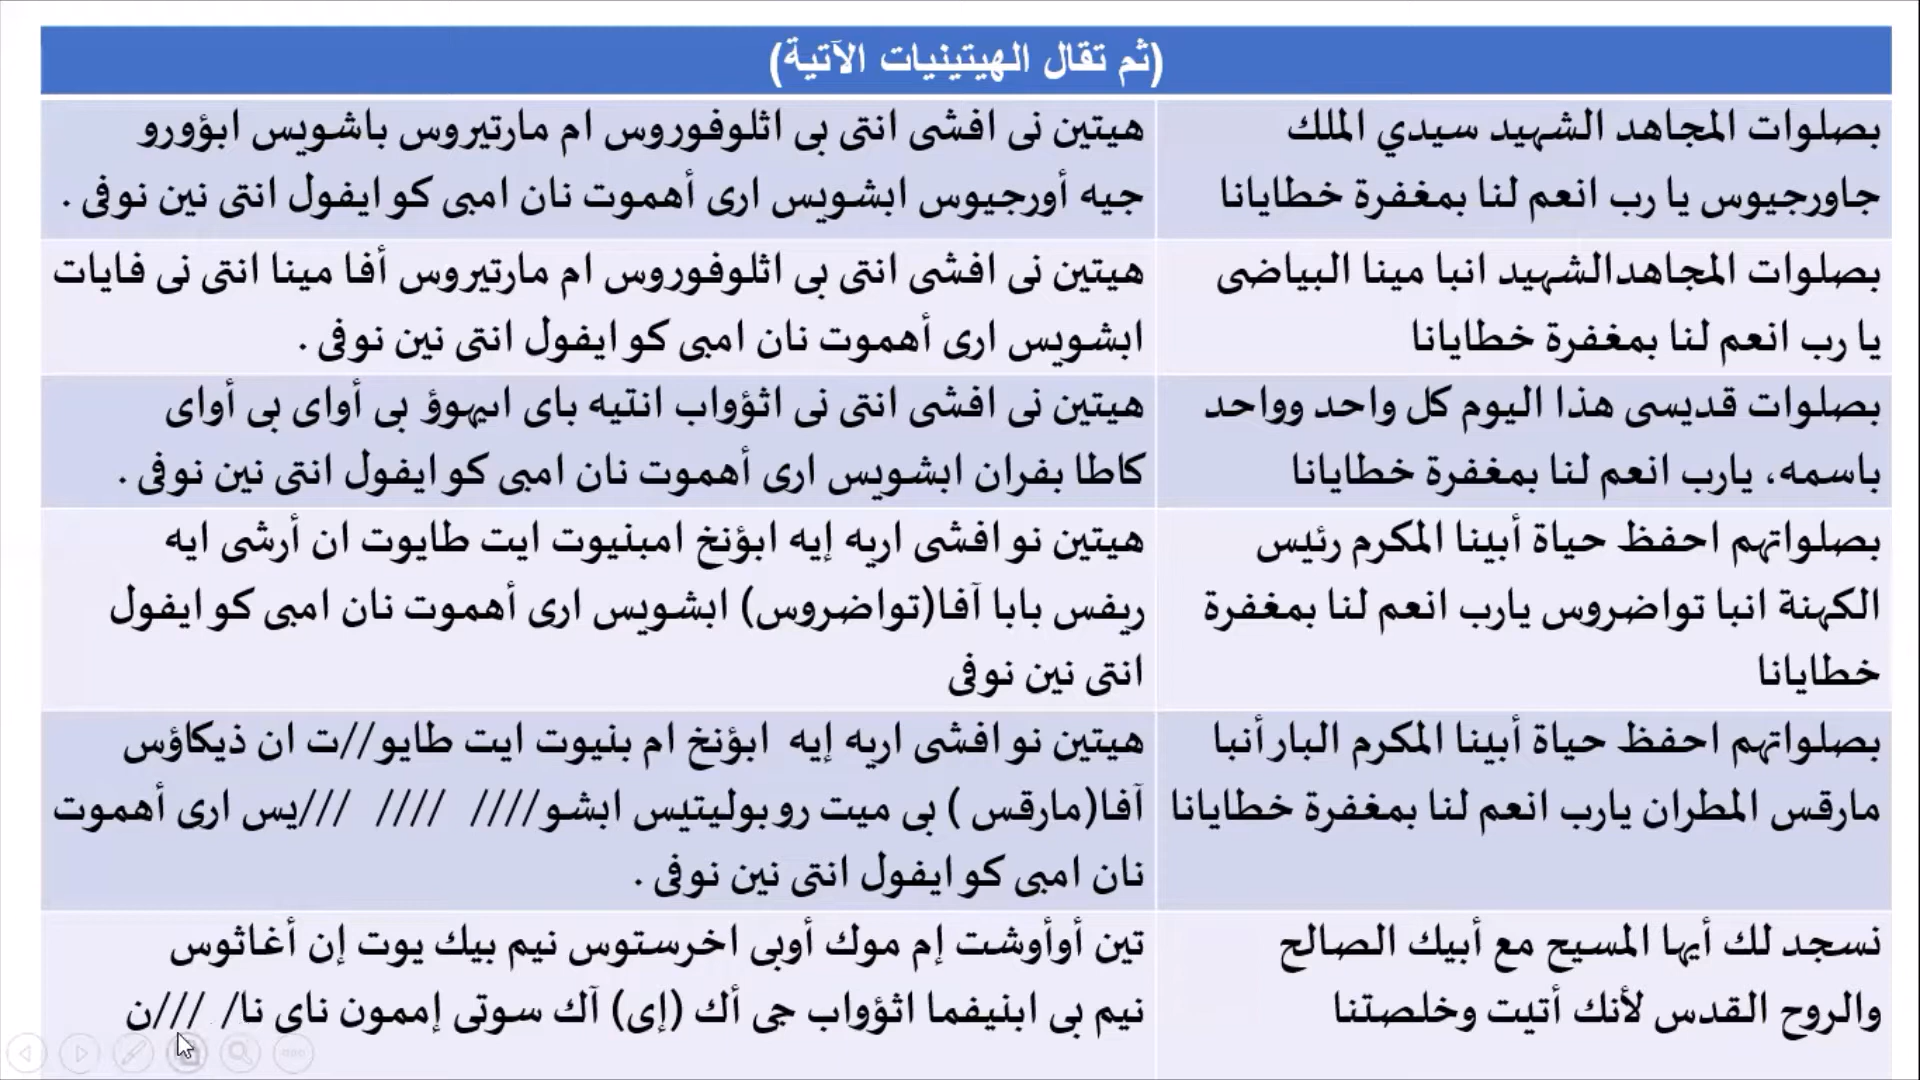 (ثم تقال الهيتينيات الآتية)
بصلوات المجاهد الشهيد سيدي الملك
جاورجيوس يا رب انعم لنا بمغفرة خطايانا
هيتين نى افشى انتى بى اثلوفوروس ام مارتيروس باشويس ابؤورو
جيه أورجيوس ابشويس ارى أهموت نان امبى كو ايفول انتى نين نوفى .
بصلوات المجاهدالشهيد انبا مينا البياضى
يا رب انعم لنا بمغفرة خطايانا
هيتين نى افشى انتى بى اثلوفوروس ام مارتيروس أفا مينا انتى نى فايات
ابشويس ارى أهموت نان امبى كو ايفول انتى نين نوفى .
بصلوات قديسى هذا اليوم كل واحد وواحد
باسمه، يارب انعم لنا بمغفرة خطايانا
هيتين نى افشى انتى نى اثؤواب انتيه باى ابيهوؤ بى أواى بى أواى
كاطا بفران ابشويس ارى أهموت نان امبى كو ايفول انتى نين نوفى .
بصلواتهم احفظ حياة أبينا المكرم رئيس
الكهنة انبا تواضروس يارب انعم لنا بمغفرة
خطايانا
هيتين نو افشى اريه إيه ابؤنخ امبنيوت ايت طايوت ان أرشى ايه
ريفس بابا آفا(تواضروس) ابشويس ارى أهموت نان امبى كو ايفول
انتى نين نوفى
بصلواتهم احفظ حياة أبينا المكرم البار أنبا
مارقس المطران يارب انعم لنا بمغفرة خطايانا
هيتين نو افشى اريه إيه ابؤنخ ام بنيوت ايت طايو//ت ان ذيكاؤس
آفا(مارقس ) بى ميت رو بوليتيس ابشو//// //// ///يس ارى أهموت
نان امبى كو ايفول انتى نين نوفى .
نسجد لك أيها المسيح مع أبيك الصالح
والروح القدس لأنك أتيت وخلصتنا
تين أوأوشت إم موك أوبى اخرستوس نيم بيك يوت إن أغاثوس
نيم بى ابنيفما اثؤواب جى أك (إى) آك سوتى إممون ناى نا/ ///ن